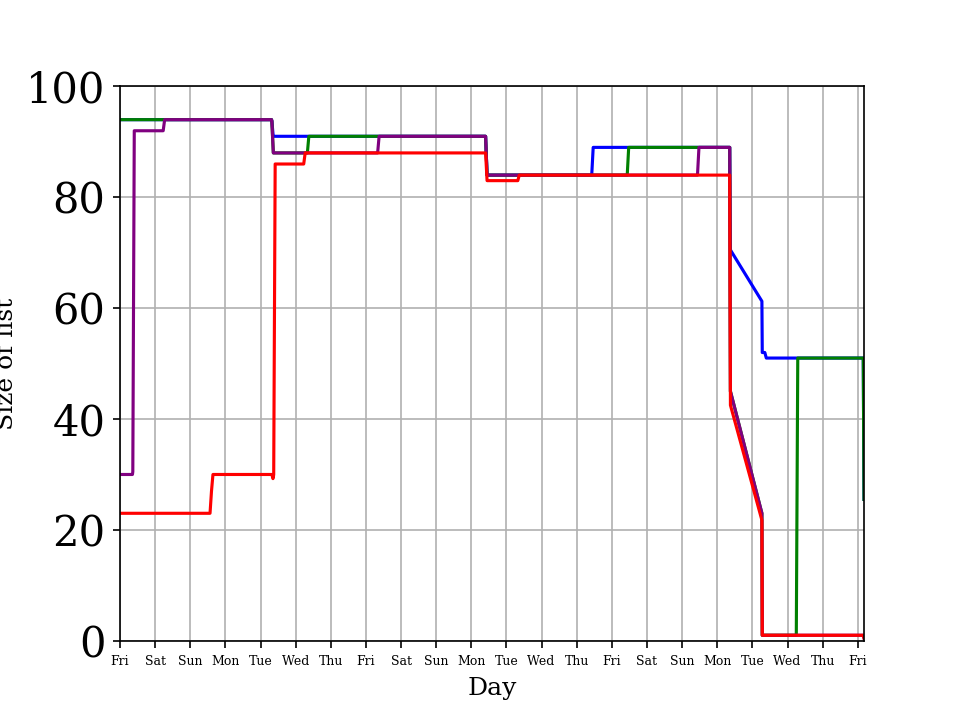 100
80
60
40
20
0
Size of list
Fri Sat Sun Mon Tue Wed Thu Fri Sat Sun Mon Tue Wed Thu Fri Sat Sun Mon Tue Wed Thu Fri
Day